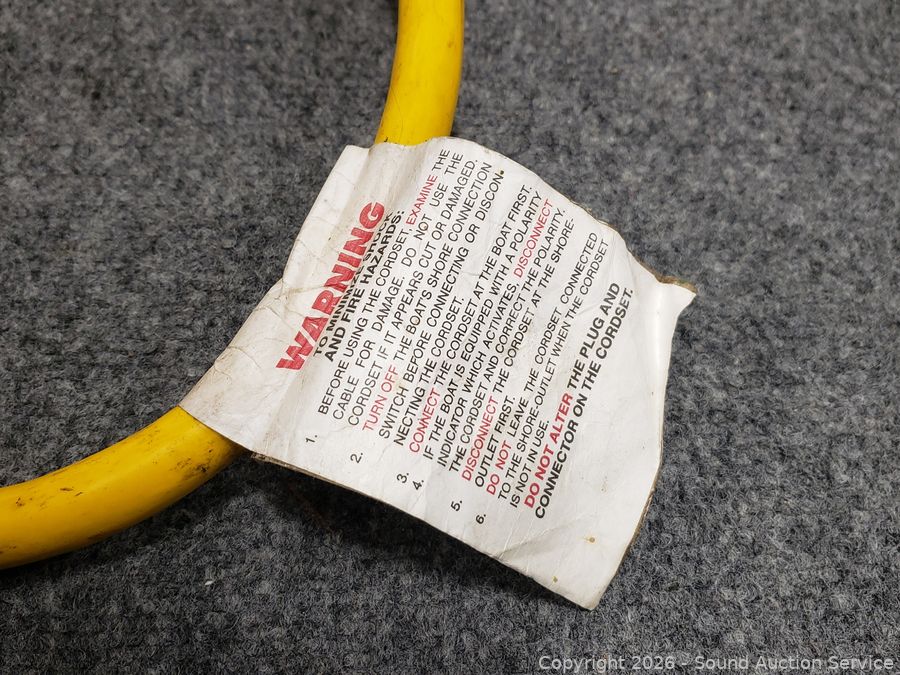 WARNING
TO MINIMIZE SHOCK
AND FIRE HAZARDS:
1. BEFORE USING THE CORDSET, EXAMINE THE
CABLE FOR DAMAGE. DO NOT USE THE
CORDSET IF IT APPEARS CUT OR DAMAGED.
2. TURN OFF THE BOAT'S SHORE CONNECTION
SWITCH BEFORE CONNECTING OR DISCON-
NECTING THE CORDSET.
3. CONNECT THE CORDSET AT THE BOAT FIRST.
4. IF THE BOAT IS EQUIPPED WITH A POLARITY
INDICATOR WHICH ACTIVATES, DISCONNECT
THE CORDSET AND CORRECT THE POLARITY.
5. DISCONNECT THE CORDSET AT THE SHORE
OUTLET FIRST.
6. DO NOT LEAVE THE CORDSET CONNECTED
TO THE SHORE-OUTLET WHEN THE CORDSET
IS NOT IN USE.
DO NOT ALTER THE PLUG AND
CONNECTOR ON THE CORDSET.
Copyright 2026 - Sound Auction Service